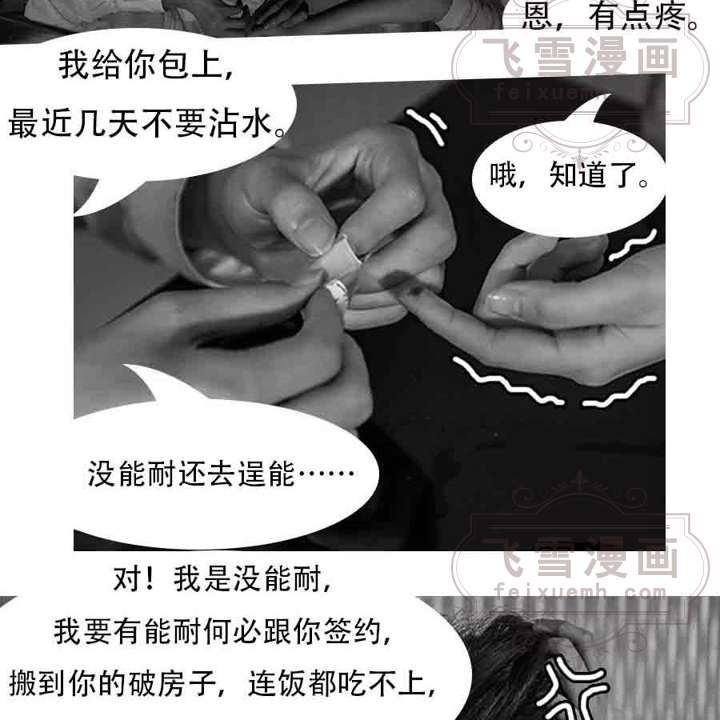 恩，有点疼。
飞雪漫画
feixuemh.com
我给你包上，
最近几天不要沾水。
哦，知道了。
没能耐还去逞能……
飞雪漫画
feixuemh.com
对！我是没能耐，
我要有能耐何必跟你签约，
搬到你的破房子，连饭都吃不上，